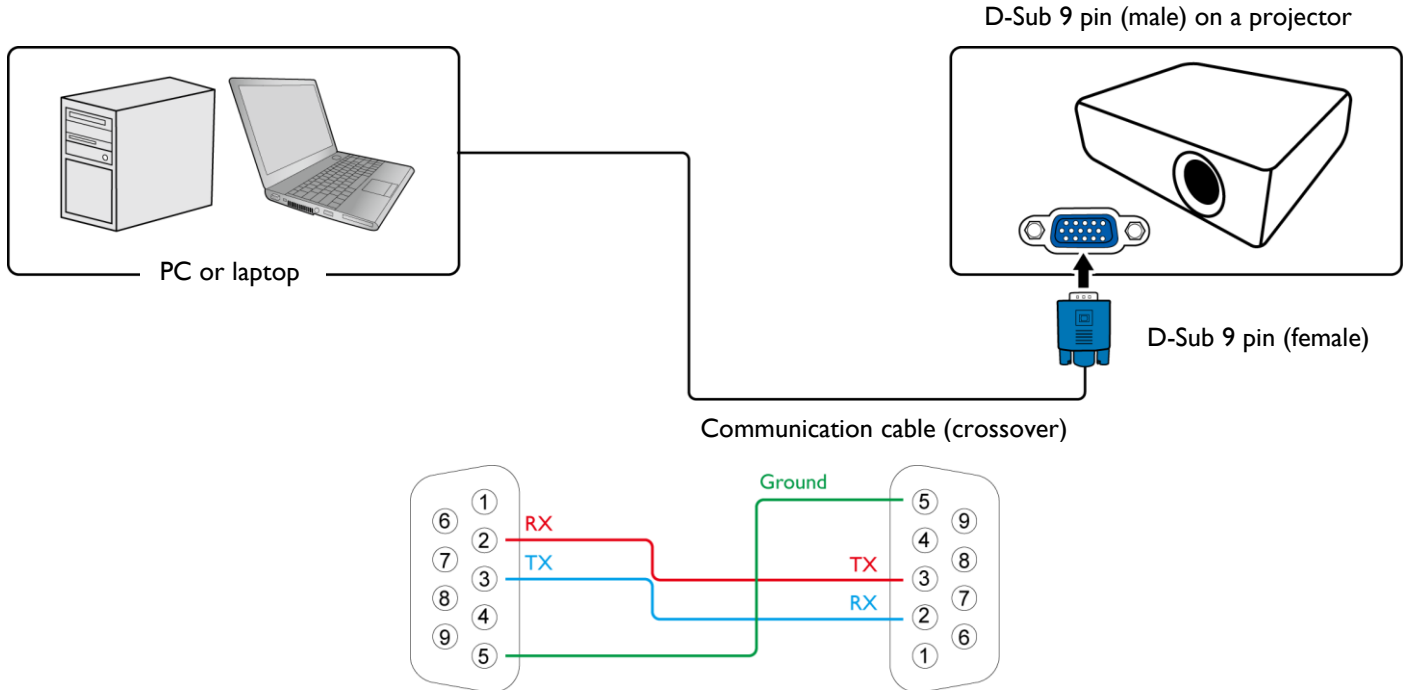 D-Sub 9 pin (male) on a projector
PC or laptop
D-Sub 9 pin (female)
Communication cable (crossover)
Ground
1
6
2
7
3
8
4
9
5
RX
TX
TX
RX
5
9
4
8
3
7
2
6
1